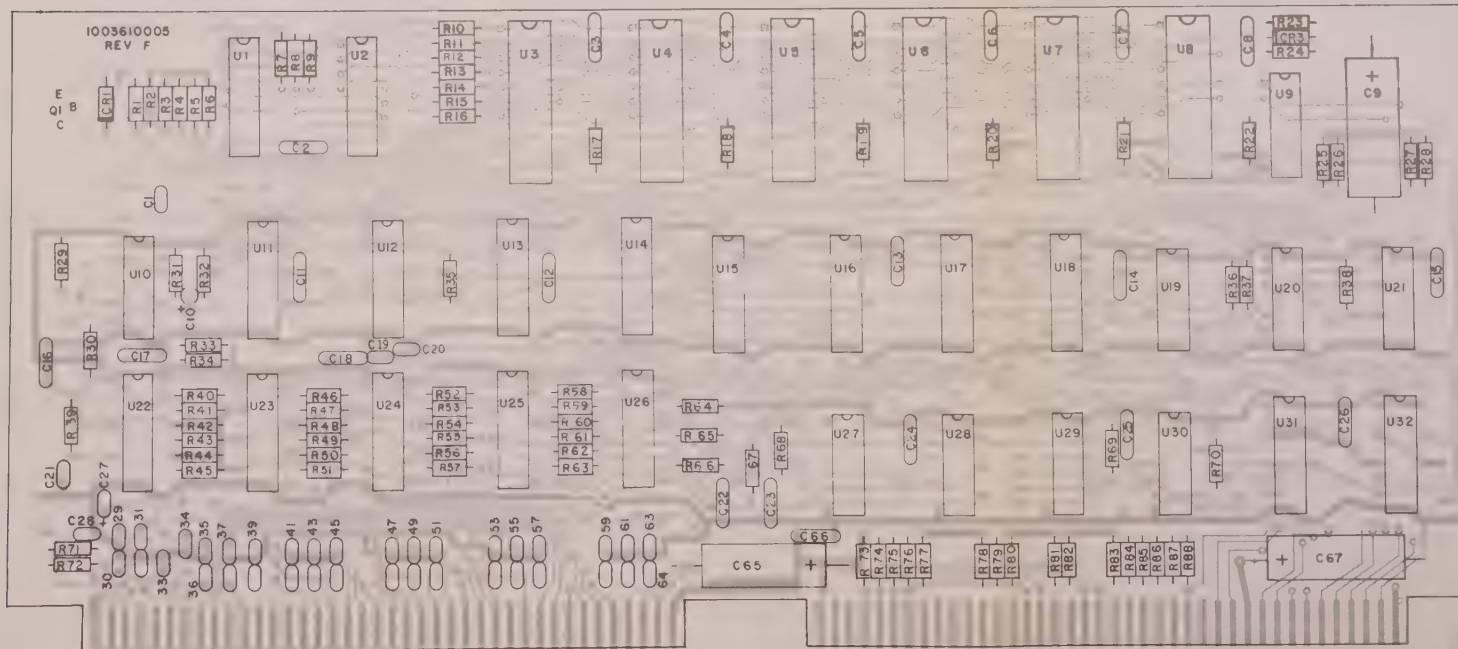 1003610005
REV F
E
Q1 B
C
CR1
R1
R2
R3
R4
R5
R6
U1
R7
R8
R9
U2
C2
R10
R11
R12
R13
R14
R15
R16
U3
C3
R17
U4
C4
R18
U5
C5
R19
U6
C6
R20
U7
C7
R21
U8
C8
R22
R23
CR3
R24
U9
R25
R26
+
C9
R27
R28
C1
R29
U10
R31
R32
+
C10
U11
C11
U12
R35
U13
C12
U14
U15
U16
C13
U17
U18
C14
U19
R36
R37
U20
R38
U21
C15
C16
R30
C17
R33
R34
C18
C19
C20
R39
U22
R40
R41
R42
R43
R44
R45
U23
R46
R47
R48
R49
R50
R51
U24
R52
R53
R54
R55
R56
R57
U25
R58
R59
R60
R61
R62
R63
U26
R64
R65
R66
67
R68
U27
C24
U28
U29
R69
C25
U30
R70
U31
C26
U32
C21
C27
C22
C23
C28
+
29
31
34
35
37
39
41
43
45
47
49
51
53
55
57
59
61
63
R71
R72
30
33
36
64
C65
+
C66
R73
R74
R75
R76
R77
R78
R79
R80
R81
R82
R83
R84
R85
R86
R87
R88
+
C67